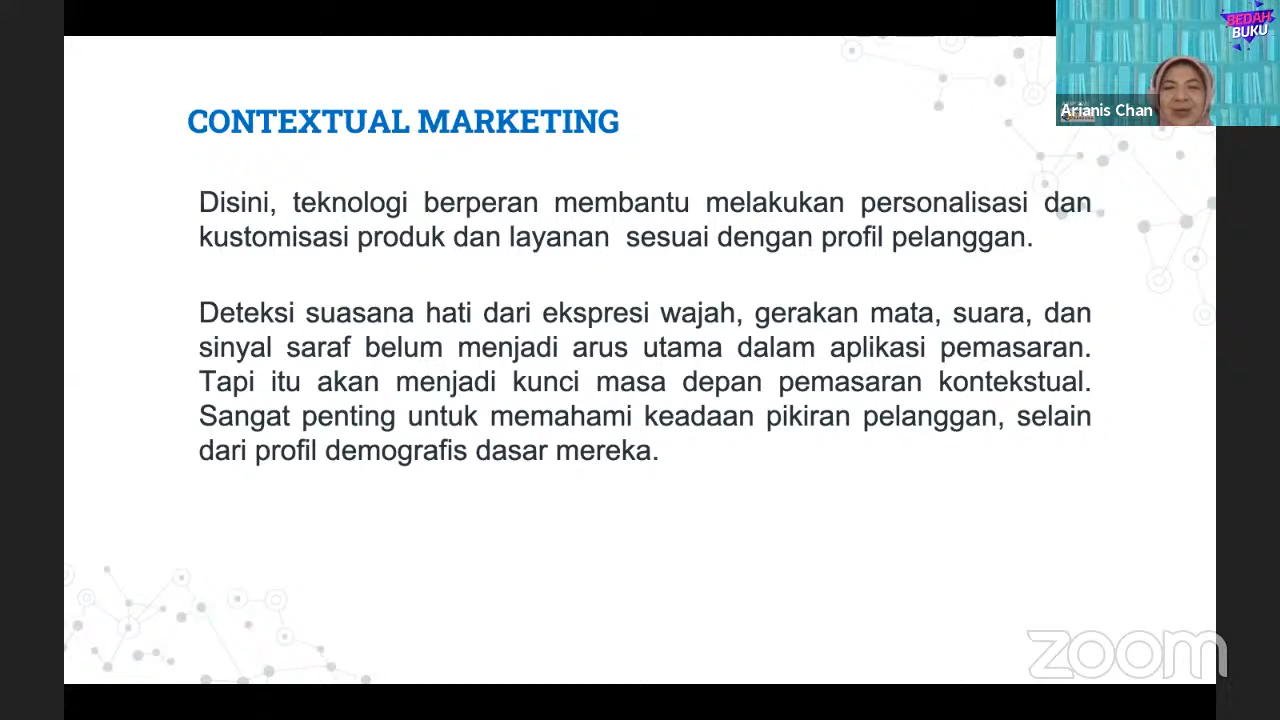 BEDAH
BUKU
Arianis Chan
CONTEXTUAL MARKETING
Disini, teknologi berperan membantu melakukan personalisasi dan
kustomisasi produk dan layanan sesuai dengan profil pelanggan.
Deteksi suasana hati dari ekspresi wajah, gerakan mata, suara, dan
sinyal saraf belum menjadi arus utama dalam aplikasi pemasaran.
Tapi itu akan menjadi kunci masa depan pemasaran kontekstual.
Sangat penting untuk memahami keadaan pikiran pelanggan, selain
dari profil demografis dasar mereka.
zoom